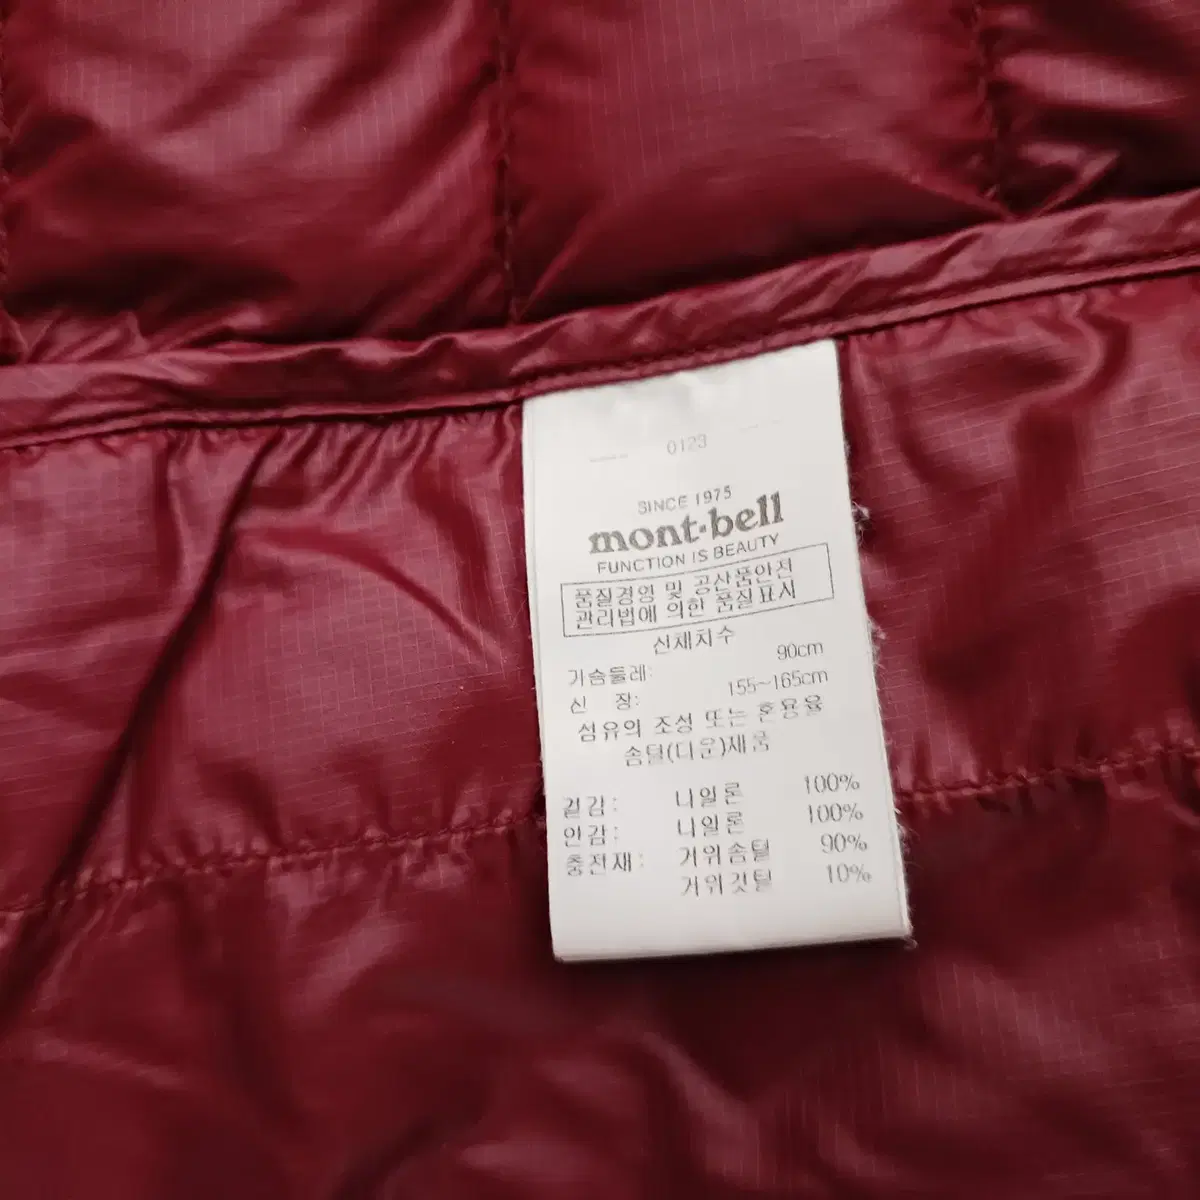 0123
SINCE 1975
mont·bell
FUNCTION IS BEAUTY
품질경영 및 공산품안전
관리법에 의한 품질표시
신체치수
가슴둘레: 90cm
신 장: 155~165cm
섬유의 조성 또는 혼용율
솜털(다운)제품
겉감: 나일론 100%
안감: 나일론 100%
충전재: 거위솜털 90%
거위깃털 10%